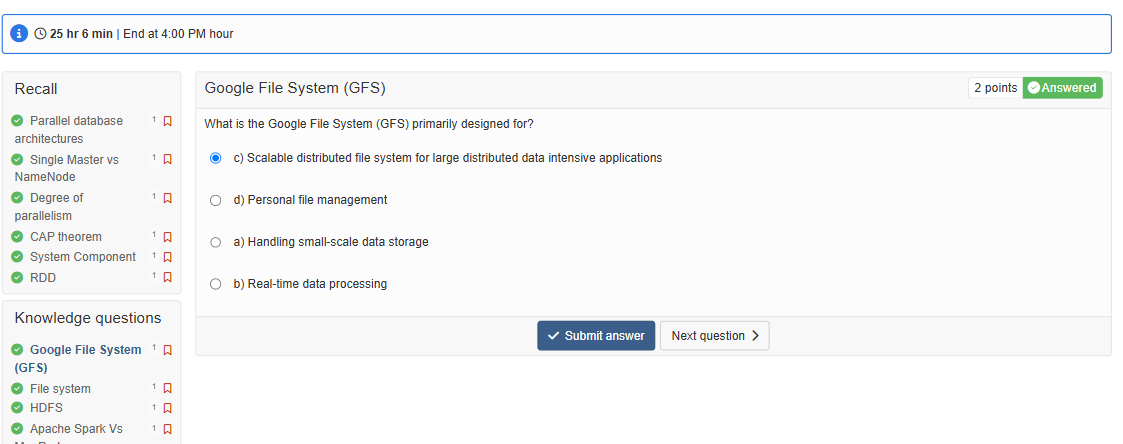 25 hr 6 min | End at 4:00 PM hour
Recall
Parallel database 1
architectures
Single Master vs 1
NameNode
Degree of 1
parallelism
CAP theorem 1
System Component 1
RDD 1
Knowledge questions
Google File System 1
(GFS)
File system 1
HDFS 1
Apache Spark Vs 1
Google File System (GFS)
2 points Answered
What is the Google File System (GFS) primarily designed for?
c) Scalable distributed file system for large distributed data intensive applications
d) Personal file management
a) Handling small-scale data storage
b) Real-time data processing
Submit answer
Next question